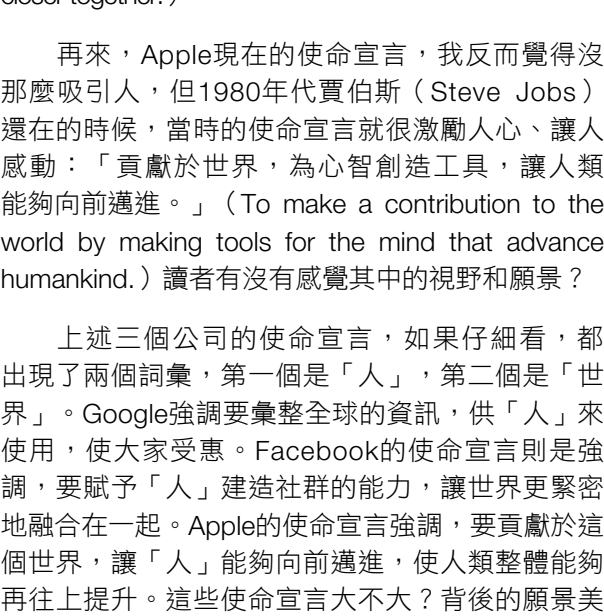 closer together.）
再來，Apple現在的使命宣言，我反而覺得沒
那麼吸引人，但1980年代賈伯斯（Steve Jobs）
還在的時候，當時的使命宣言就很激勵人心、讓人
感動：「貢獻於世界，為心智創造工具，讓人類
能夠向前邁進。」（To make a contribution to the
world by making tools for the mind that advance
humankind.）讀者有沒有感覺其中的視野和願景？
上述三個公司的使命宣言，如果仔細看，都
出現了兩個詞彙，第一個是「人」，第二個是「世
界」。Google強調要彙整全球的資訊，供「人」來
使用，使大家受惠。Facebook的使命宣言則是強
調，要賦予「人」建造社群的能力，讓世界更緊密
地融合在一起。Apple的使命宣言強調，要貢獻於這
個世界，讓「人」能夠向前邁進，使人類整體能夠
再往上提升。這些使命宣言大不大？背後的願景美